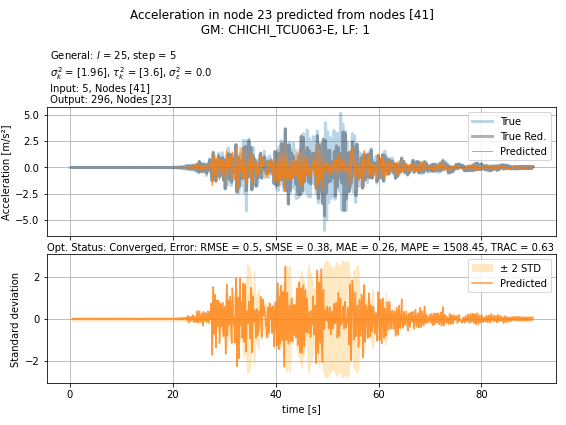 Acceleration in node 23 predicted from nodes [41]
GM: CHICHI_TCU063-E, LF: 1
General: l = 25, step = 5
σ²ₖ = [1.96], τ²ₖ = [3.6], σ²ε = 0.0
Input: 5, Nodes [41]
Output: 296, Nodes [23]
Acceleration [m/s²]
5.0
2.5
0.0
−2.5
−5.0
True
True Red.
Predicted
Opt. Status: Converged, Error: RMSE = 0.5, SMSE = 0.38, MAE = 0.26, MAPE = 1508.45, TRAC = 0.63
Standard deviation
2
0
−2
± 2 STD
Predicted
0 20 40 60 80
time [s]